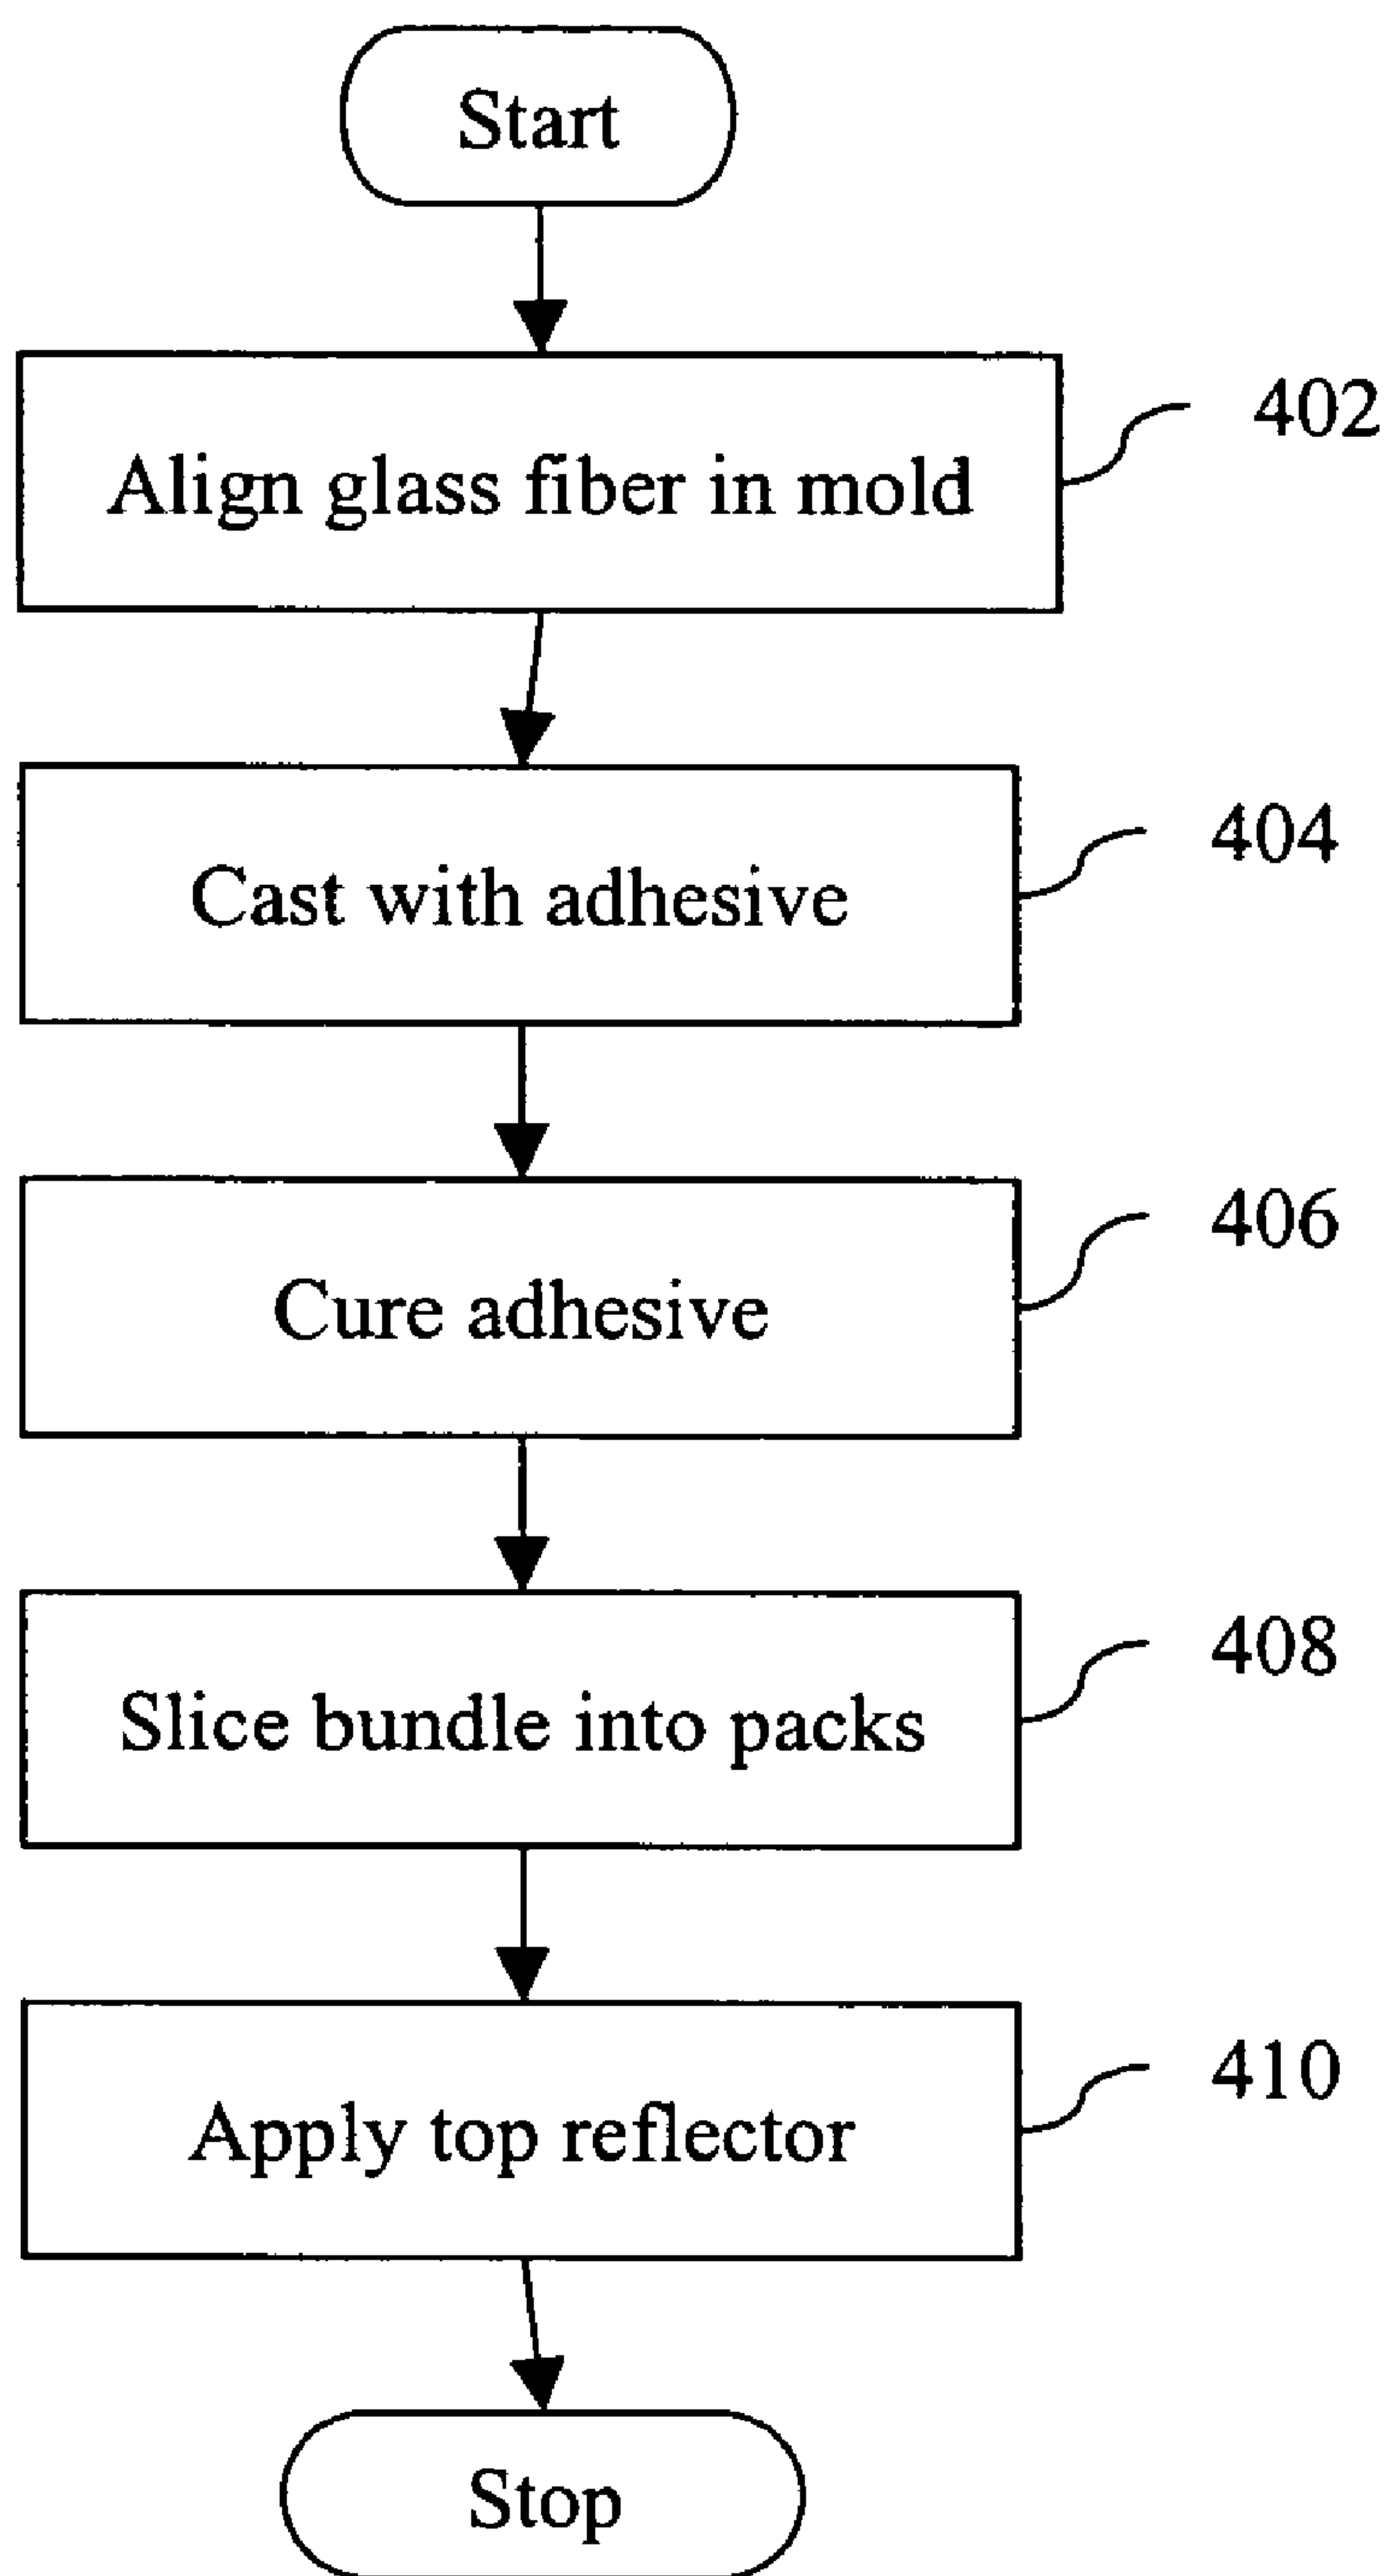 Start
Align glass fiber in mold
402
Cast with adhesive
404
Cure adhesive
406
Slice bundle into packs
408
Apply top reflector
410
Stop